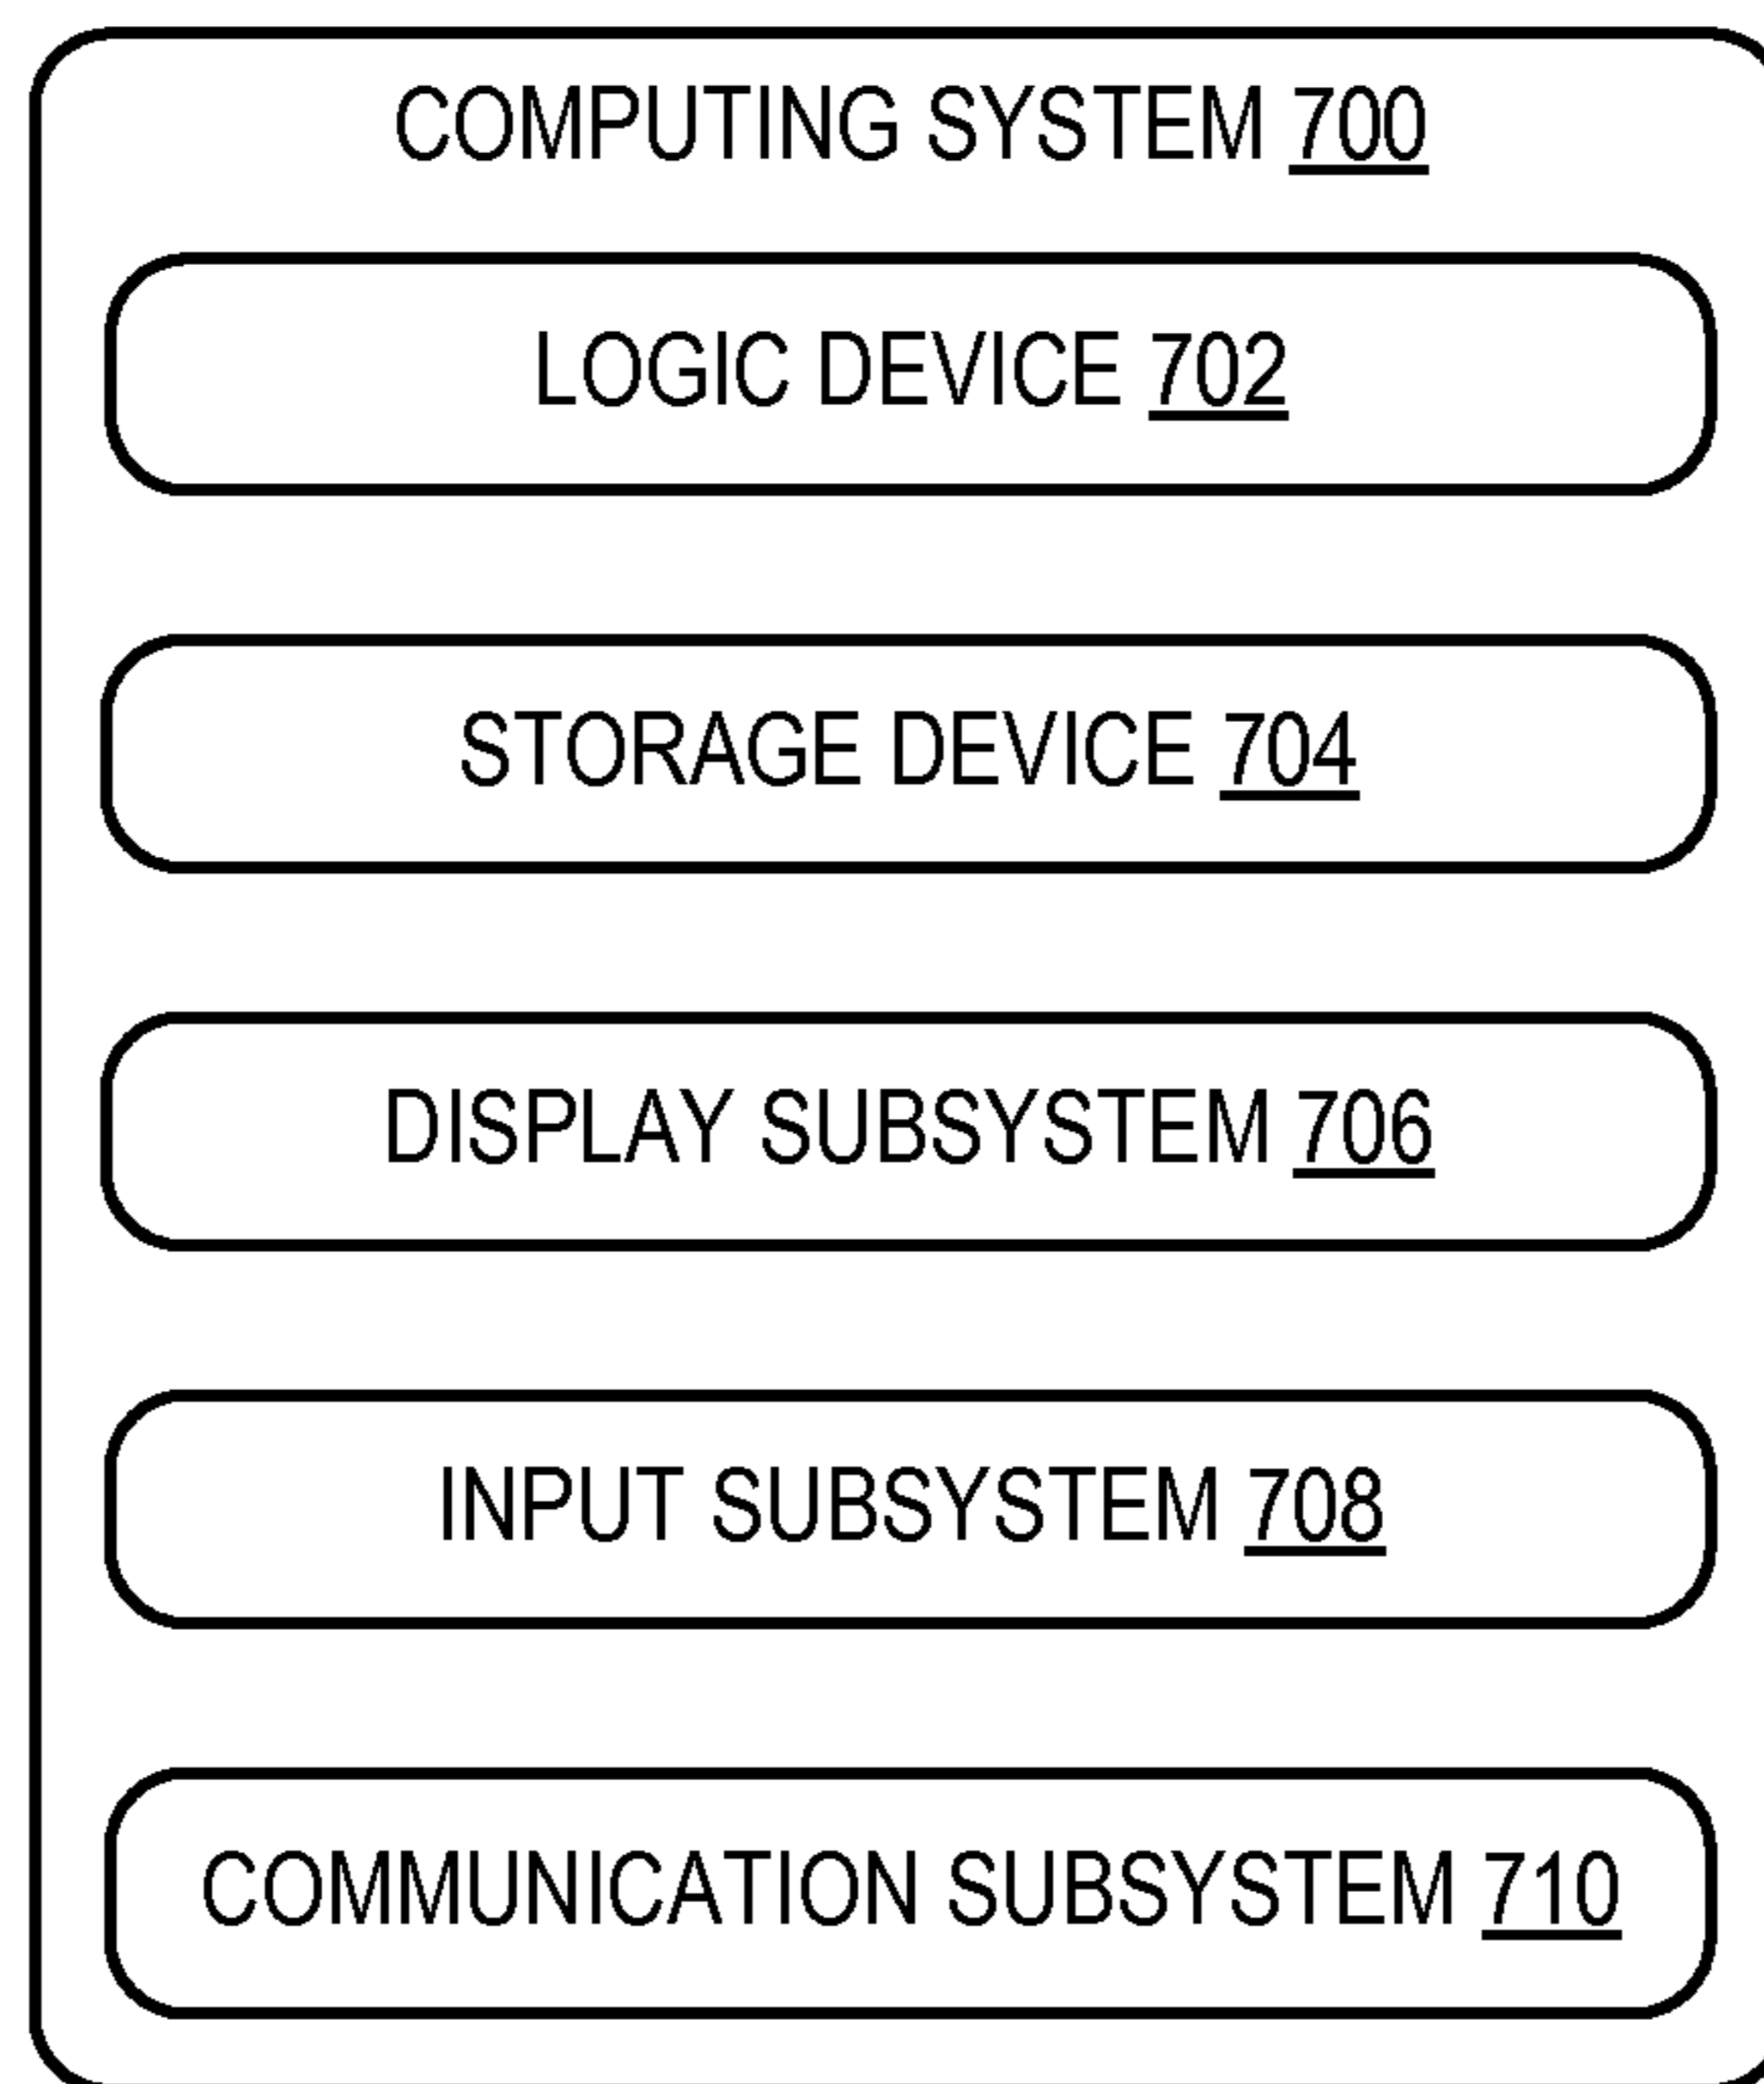 COMPUTING SYSTEM 700
LOGIC DEVICE 702
STORAGE DEVICE 704
DISPLAY SUBSYSTEM 706
INPUT SUBSYSTEM 708
COMMUNICATION SUBSYSTEM 710